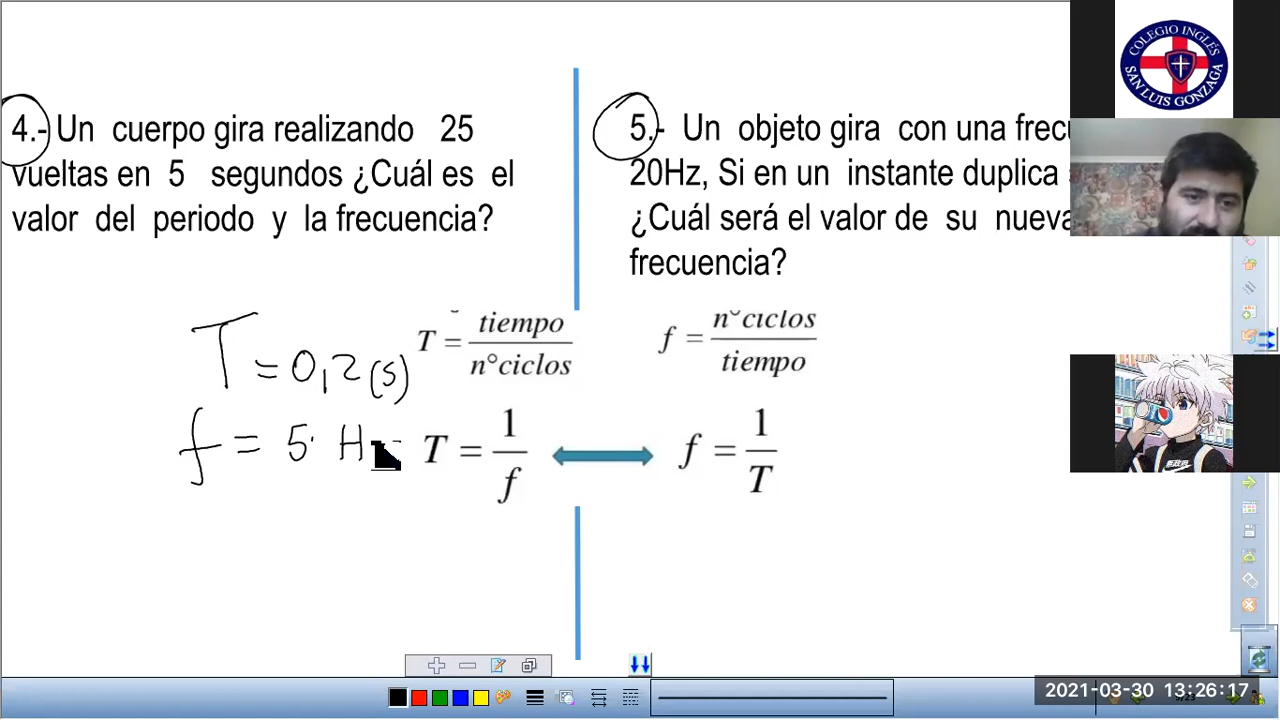 4.- Un cuerpo gira realizando 25
vueltas en 5 segundos ¿Cuál es el
valor del periodo y la frecuencia?
5.- Un objeto gira con una
20Hz, Si en un instante duplica
¿Cuál será el valor de su nueva
frecuencia?
T = 0,2 (s)
T = tiempo / n°ciclos
f = n°ciclos / tiempo
f = 5 Hz
T = 1 / f
f = 1 / T
COLEGIO INGLÉS
SAN LUIS GONZAGA
2021-03-30 13:26:17